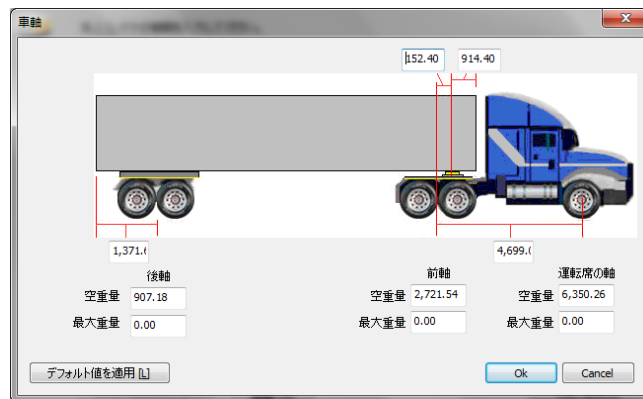 車軸
152.40 914.40
1,371.6 4,699.0
後軸 前軸 運転席の軸
空重量 907.18 空重量 2,721.54 空重量 6,350.26
最大重量 0.00 最大重量 0.00 最大重量 0.00
デフォルト値を適用 [L] Ok Cancel